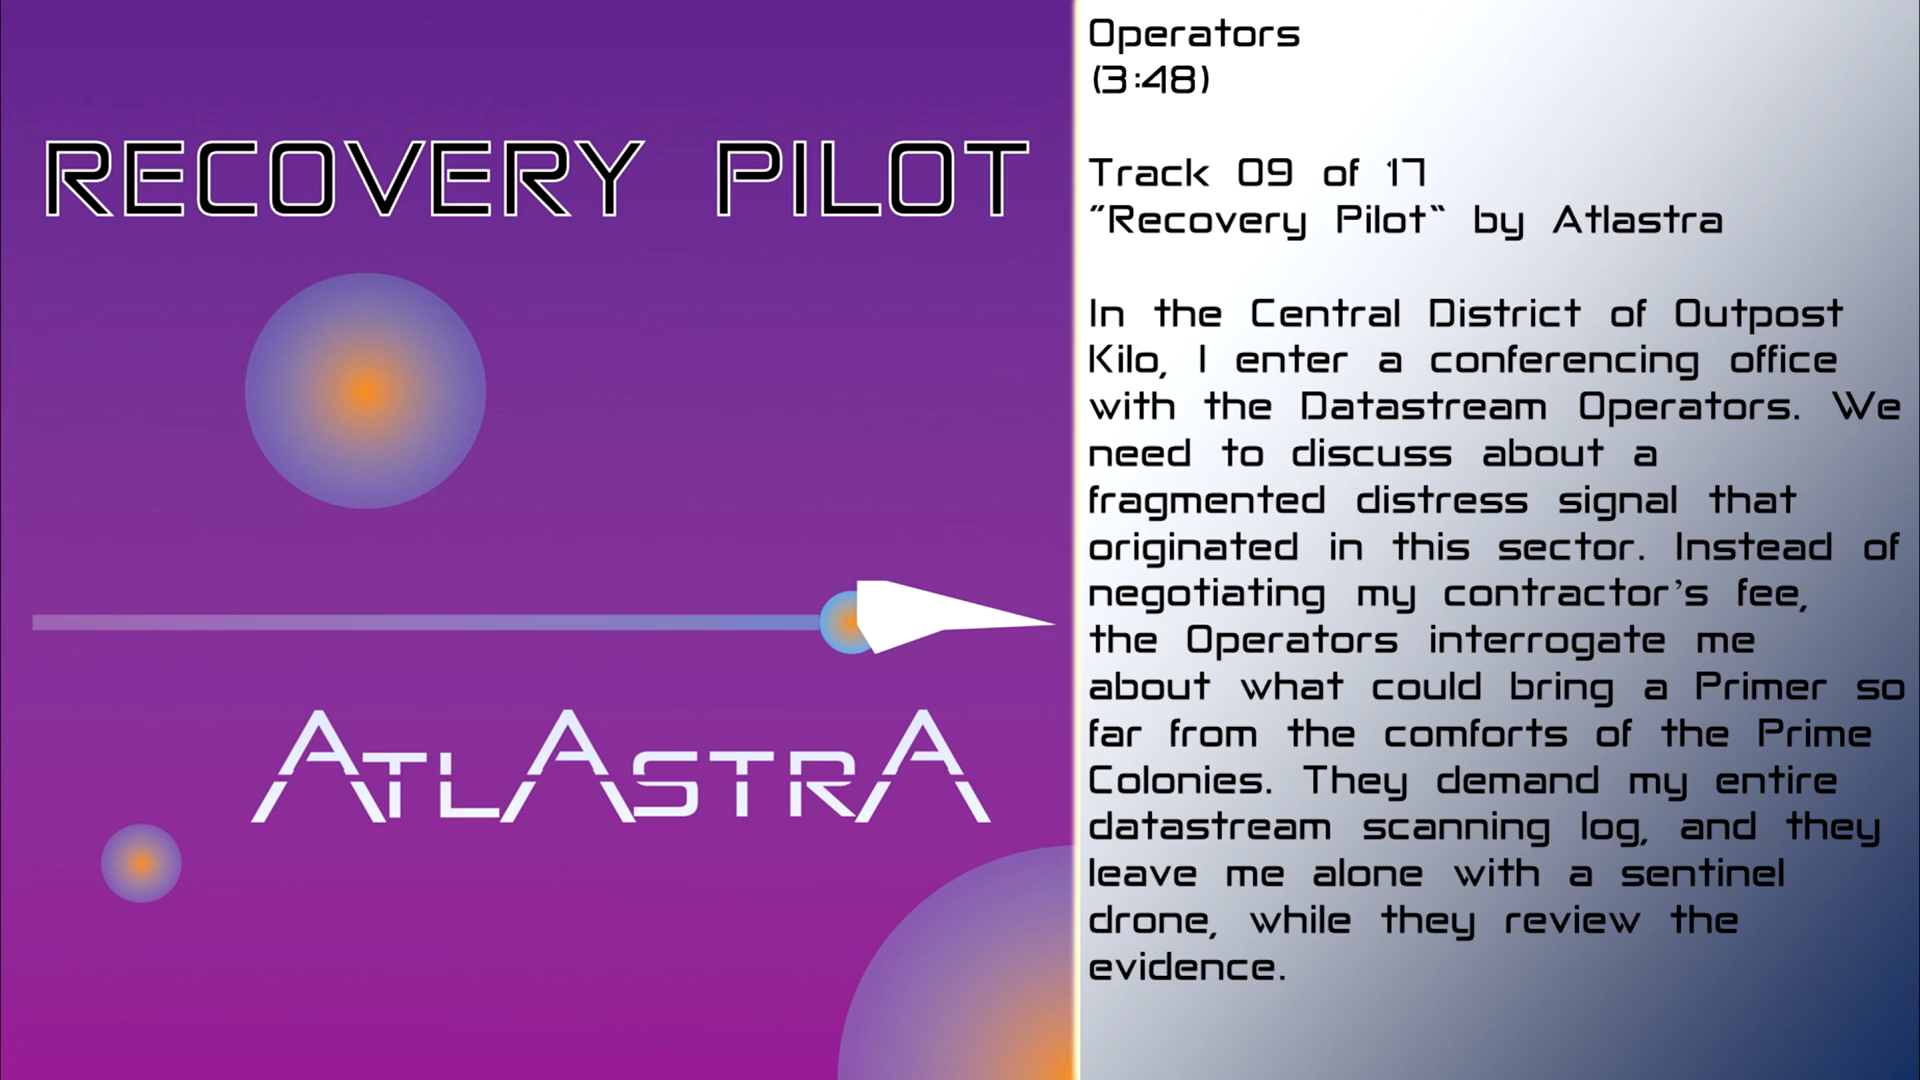 RECOVERY PILOT
ATLASTRA
Operators
(3:48)
Track 09 of 17
"Recovery Pilot" by Atlastra
In the Central District of Outpost
Kilo, I enter a conferencing office
with the Datastream Operators. We
need to discuss about a
fragmented distress signal that
originated in this sector. Instead of
negotiating my contractor's fee,
the Operators interrogate me
about what could bring a Primer so
far from the comforts of the Prime
Colonies. They demand my entire
datastream scanning log, and they
leave me alone with a sentinel
drone, while they review the
evidence.